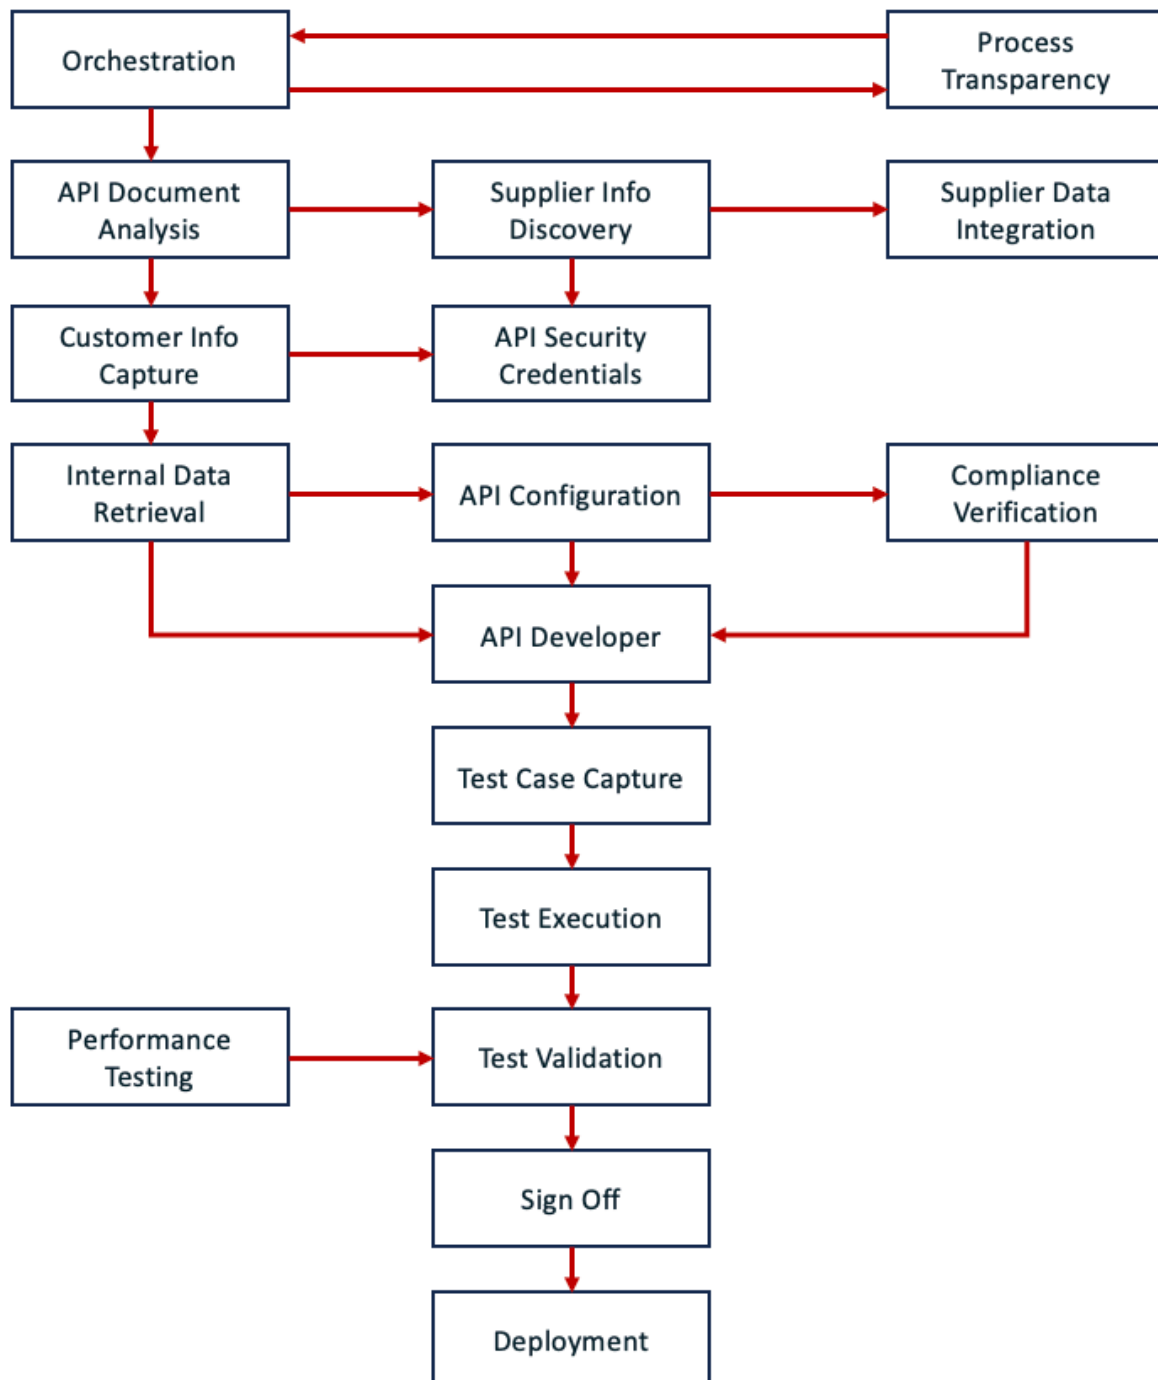 Orchestration
Process
Transparency
API Document
Analysis
Supplier Info
Discovery
Supplier Data
Integration
Customer Info
Capture
API Security
Credentials
Internal Data
Retrieval
API Configuration
Compliance
Verification
API Developer
Test Case Capture
Test Execution
Performance
Testing
Test Validation
Sign Off
Deployment